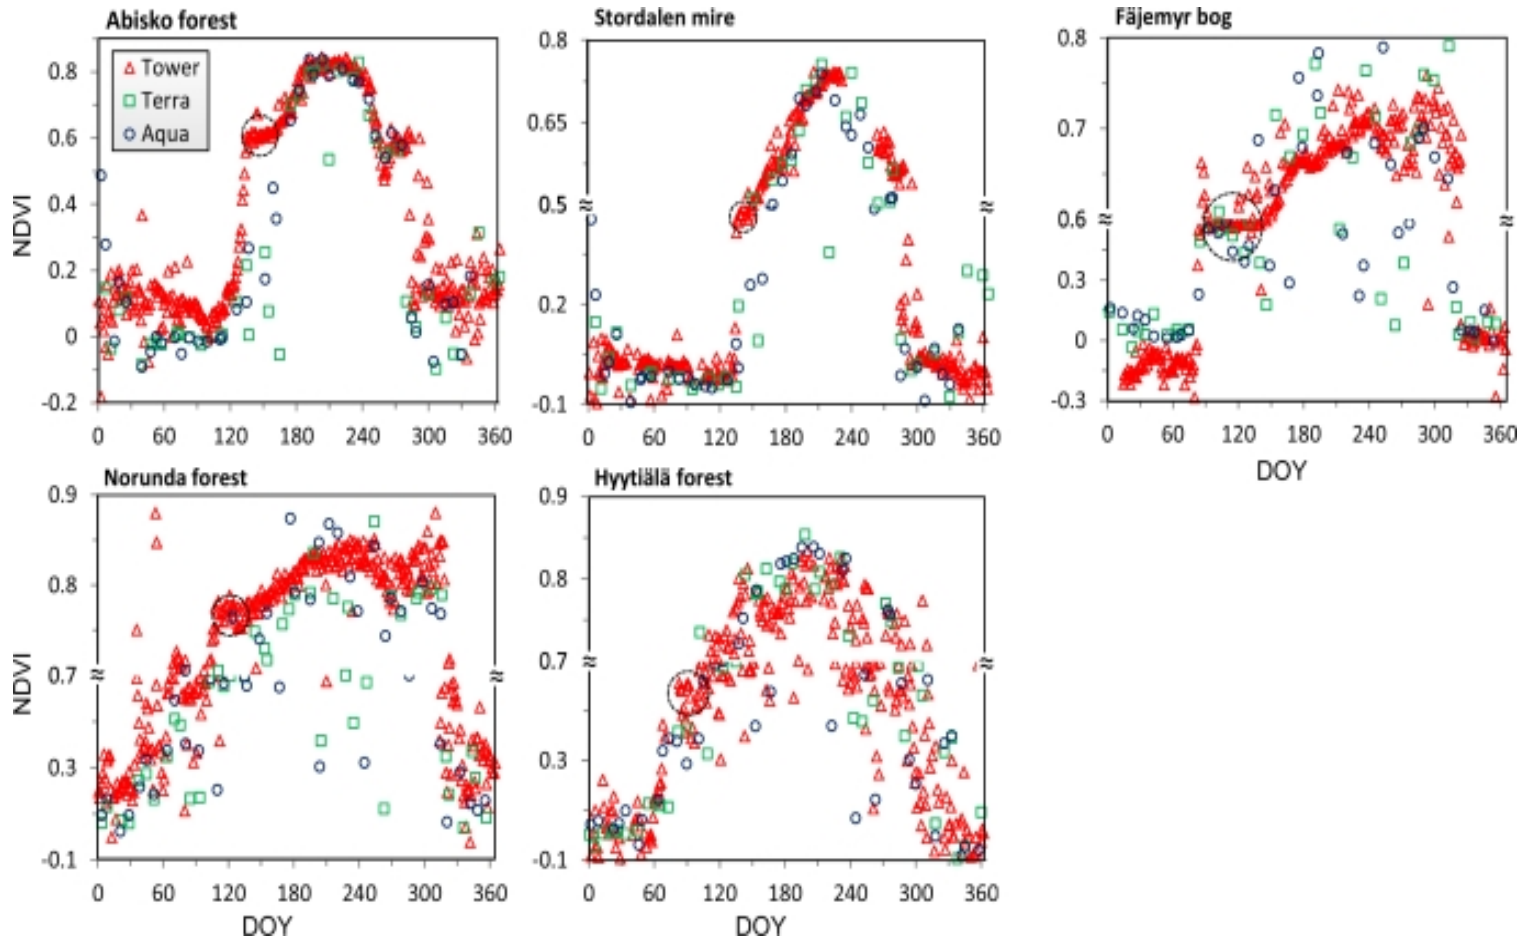 Abisko forest
Stordalen mire
Fäjemyr bog
Tower
Terra
Aqua
NDVI
0.8
0.6
0.4
0.2
0
-0.2
0 60 120 180 240 300 360
0.8
0.65
0.5
0.2
-0.1
0 60 120 180 240 300 360
0.8
0.7
0.6
0.3
0
-0.3
0 60 120 180 240 300 360
DOY
Norunda forest
Hyytiälä forest
NDVI
0.9
0.8
0.7
0.3
-0.1
0 60 120 180 240 300 360
DOY
0.9
0.8
0.7
0.3
-0.1
0 60 120 180 240 300 360
DOY